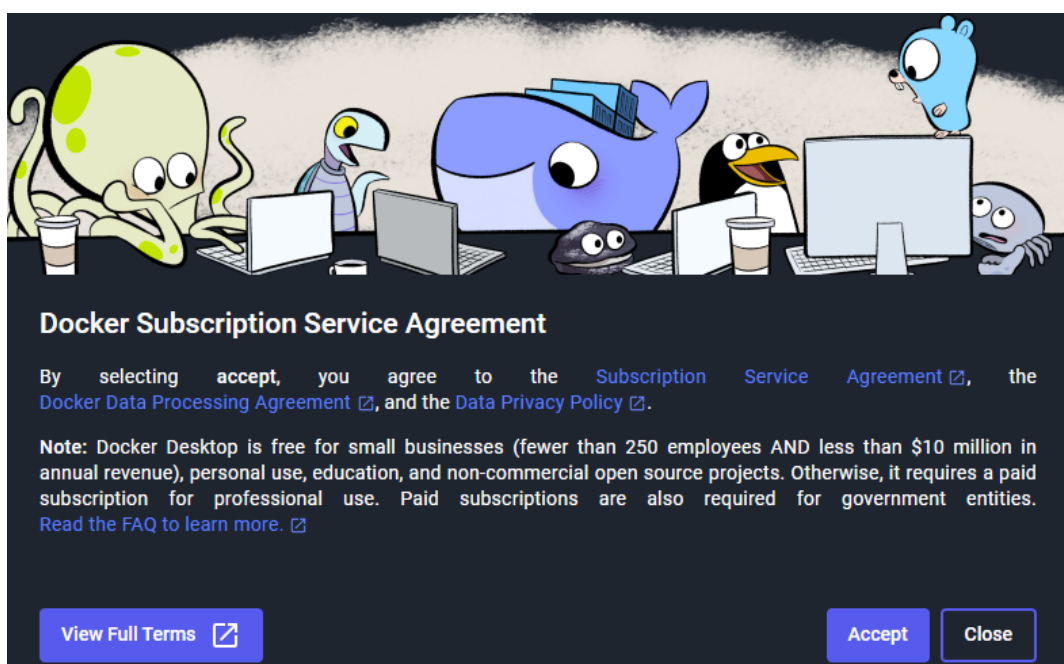 Docker Subscription Service Agreement
By selecting accept, you agree to the Subscription Service Agreement, the
Docker Data Processing Agreement, and the Data Privacy Policy.
Note: Docker Desktop is free for small businesses (fewer than 250 employees AND less than $10 million in
annual revenue), personal use, education, and non-commercial open source projects. Otherwise, it requires a paid
subscription for professional use. Paid subscriptions are also required for government entities.
Read the FAQ to learn more.
View Full Terms
Accept
Close